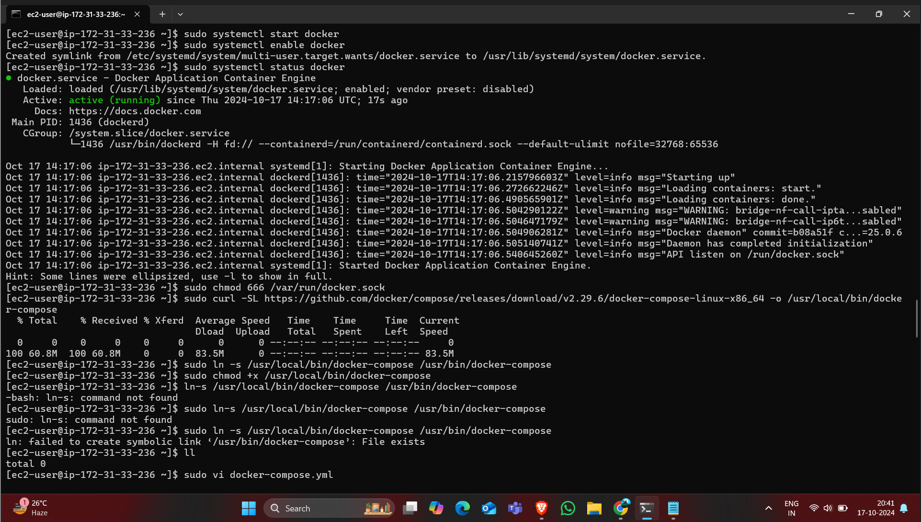 ec2-user@ip-172-31-33-236:~
[ec2-user@ip-172-31-33-236 ~]$ sudo systemctl start docker
[ec2-user@ip-172-31-33-236 ~]$ sudo systemctl enable docker
Created symlink from /etc/systemd/system/multi-user.target.wants/docker.service to /usr/lib/systemd/system/docker.service.
[ec2-user@ip-172-31-33-236 ~]$ sudo systemctl status docker
● docker.service - Docker Application Container Engine
Loaded: loaded (/usr/lib/systemd/system/docker.service; enabled; vendor preset: disabled)
Active: active (running) since Thu 2024-10-17 14:17:06 UTC; 17s ago
Docs: https://docs.docker.com
Main PID: 1436 (dockerd)
CGroup: /system.slice/docker.service
└─1436 /usr/bin/dockerd -H fd:// --containerd=/run/containerd/containerd.sock --default-ulimit nofile=32768:65536
Oct 17 14:17:06 ip-172-31-33-236.ec2.internal systemd[1]: Starting Docker Application Container Engine...
Oct 17 14:17:06 ip-172-31-33-236.ec2.internal dockerd[1436]: time="2024-10-17T14:17:06.215796603Z" level=info msg="Starting up"
Oct 17 14:17:06 ip-172-31-33-236.ec2.internal dockerd[1436]: time="2024-10-17T14:17:06.272662246Z" level=info msg="Loading containers: start."
Oct 17 14:17:06 ip-172-31-33-236.ec2.internal dockerd[1436]: time="2024-10-17T14:17:06.490565901Z" level=info msg="Loading containers: done."
Oct 17 14:17:06 ip-172-31-33-236.ec2.internal dockerd[1436]: time="2024-10-17T14:17:06.504290122Z" level=warning msg="WARNING: bridge-nf-call-ipta...sabled"
Oct 17 14:17:06 ip-172-31-33-236.ec2.internal dockerd[1436]: time="2024-10-17T14:17:06.504647179Z" level=warning msg="WARNING: bridge-nf-call-ip6t...sabled"
Oct 17 14:17:06 ip-172-31-33-236.ec2.internal dockerd[1436]: time="2024-10-17T14:17:06.504906281Z" level=info msg="Docker daemon" commit=b08a51f c...=25.0.6
Oct 17 14:17:06 ip-172-31-33-236.ec2.internal dockerd[1436]: time="2024-10-17T14:17:06.505140741Z" level=info msg="Daemon has completed initialization"
Oct 17 14:17:06 ip-172-31-33-236.ec2.internal dockerd[1436]: time="2024-10-17T14:17:06.540645260Z" level=info msg="API listen on /run/docker.sock"
Oct 17 14:17:06 ip-172-31-33-236.ec2.internal systemd[1]: Started Docker Application Container Engine.
Hint: Some lines were ellipsized, use -l to show in full.
[ec2-user@ip-172-31-33-236 ~]$ sudo chmod 666 /var/run/docker.sock
[ec2-user@ip-172-31-33-236 ~]$ sudo curl -SL https://github.com/docker/compose/releases/download/v2.29.6/docker-compose-linux-x86_64 -o /usr/local/bin/docke
r-compose
% Total % Received % Xferd Average Speed Time Time Time Current
Dload Upload Total Spent Left Speed
0 0 0 0 0 0 0 0 --:--:-- --:--:-- --:--:-- 0
100 60.8M 100 60.8M 0 0 83.5M 0 --:--:-- --:--:-- --:--:-- 83.5M
[ec2-user@ip-172-31-33-236 ~]$ sudo ln -s /usr/local/bin/docker-compose /usr/bin/docker-compose
[ec2-user@ip-172-31-33-236 ~]$ sudo chmod +x /usr/local/bin/docker-compose
[ec2-user@ip-172-31-33-236 ~]$ ln-s /usr/local/bin/docker-compose /usr/bin/docker-compose
-bash: ln-s: command not found
[ec2-user@ip-172-31-33-236 ~]$ sudo ln-s /usr/local/bin/docker-compose /usr/bin/docker-compose
sudo: ln-s: command not found
[ec2-user@ip-172-31-33-236 ~]$ sudo ln -s /usr/local/bin/docker-compose /usr/bin/docker-compose
ln: failed to create symbolic link ‘/usr/bin/docker-compose’: File exists
[ec2-user@ip-172-31-33-236 ~]$ ll
total 0
[ec2-user@ip-172-31-33-236 ~]$ sudo vi docker-compose.yml
1
26°C
Haze
Search
ENG
IN
20:41
17-10-2024